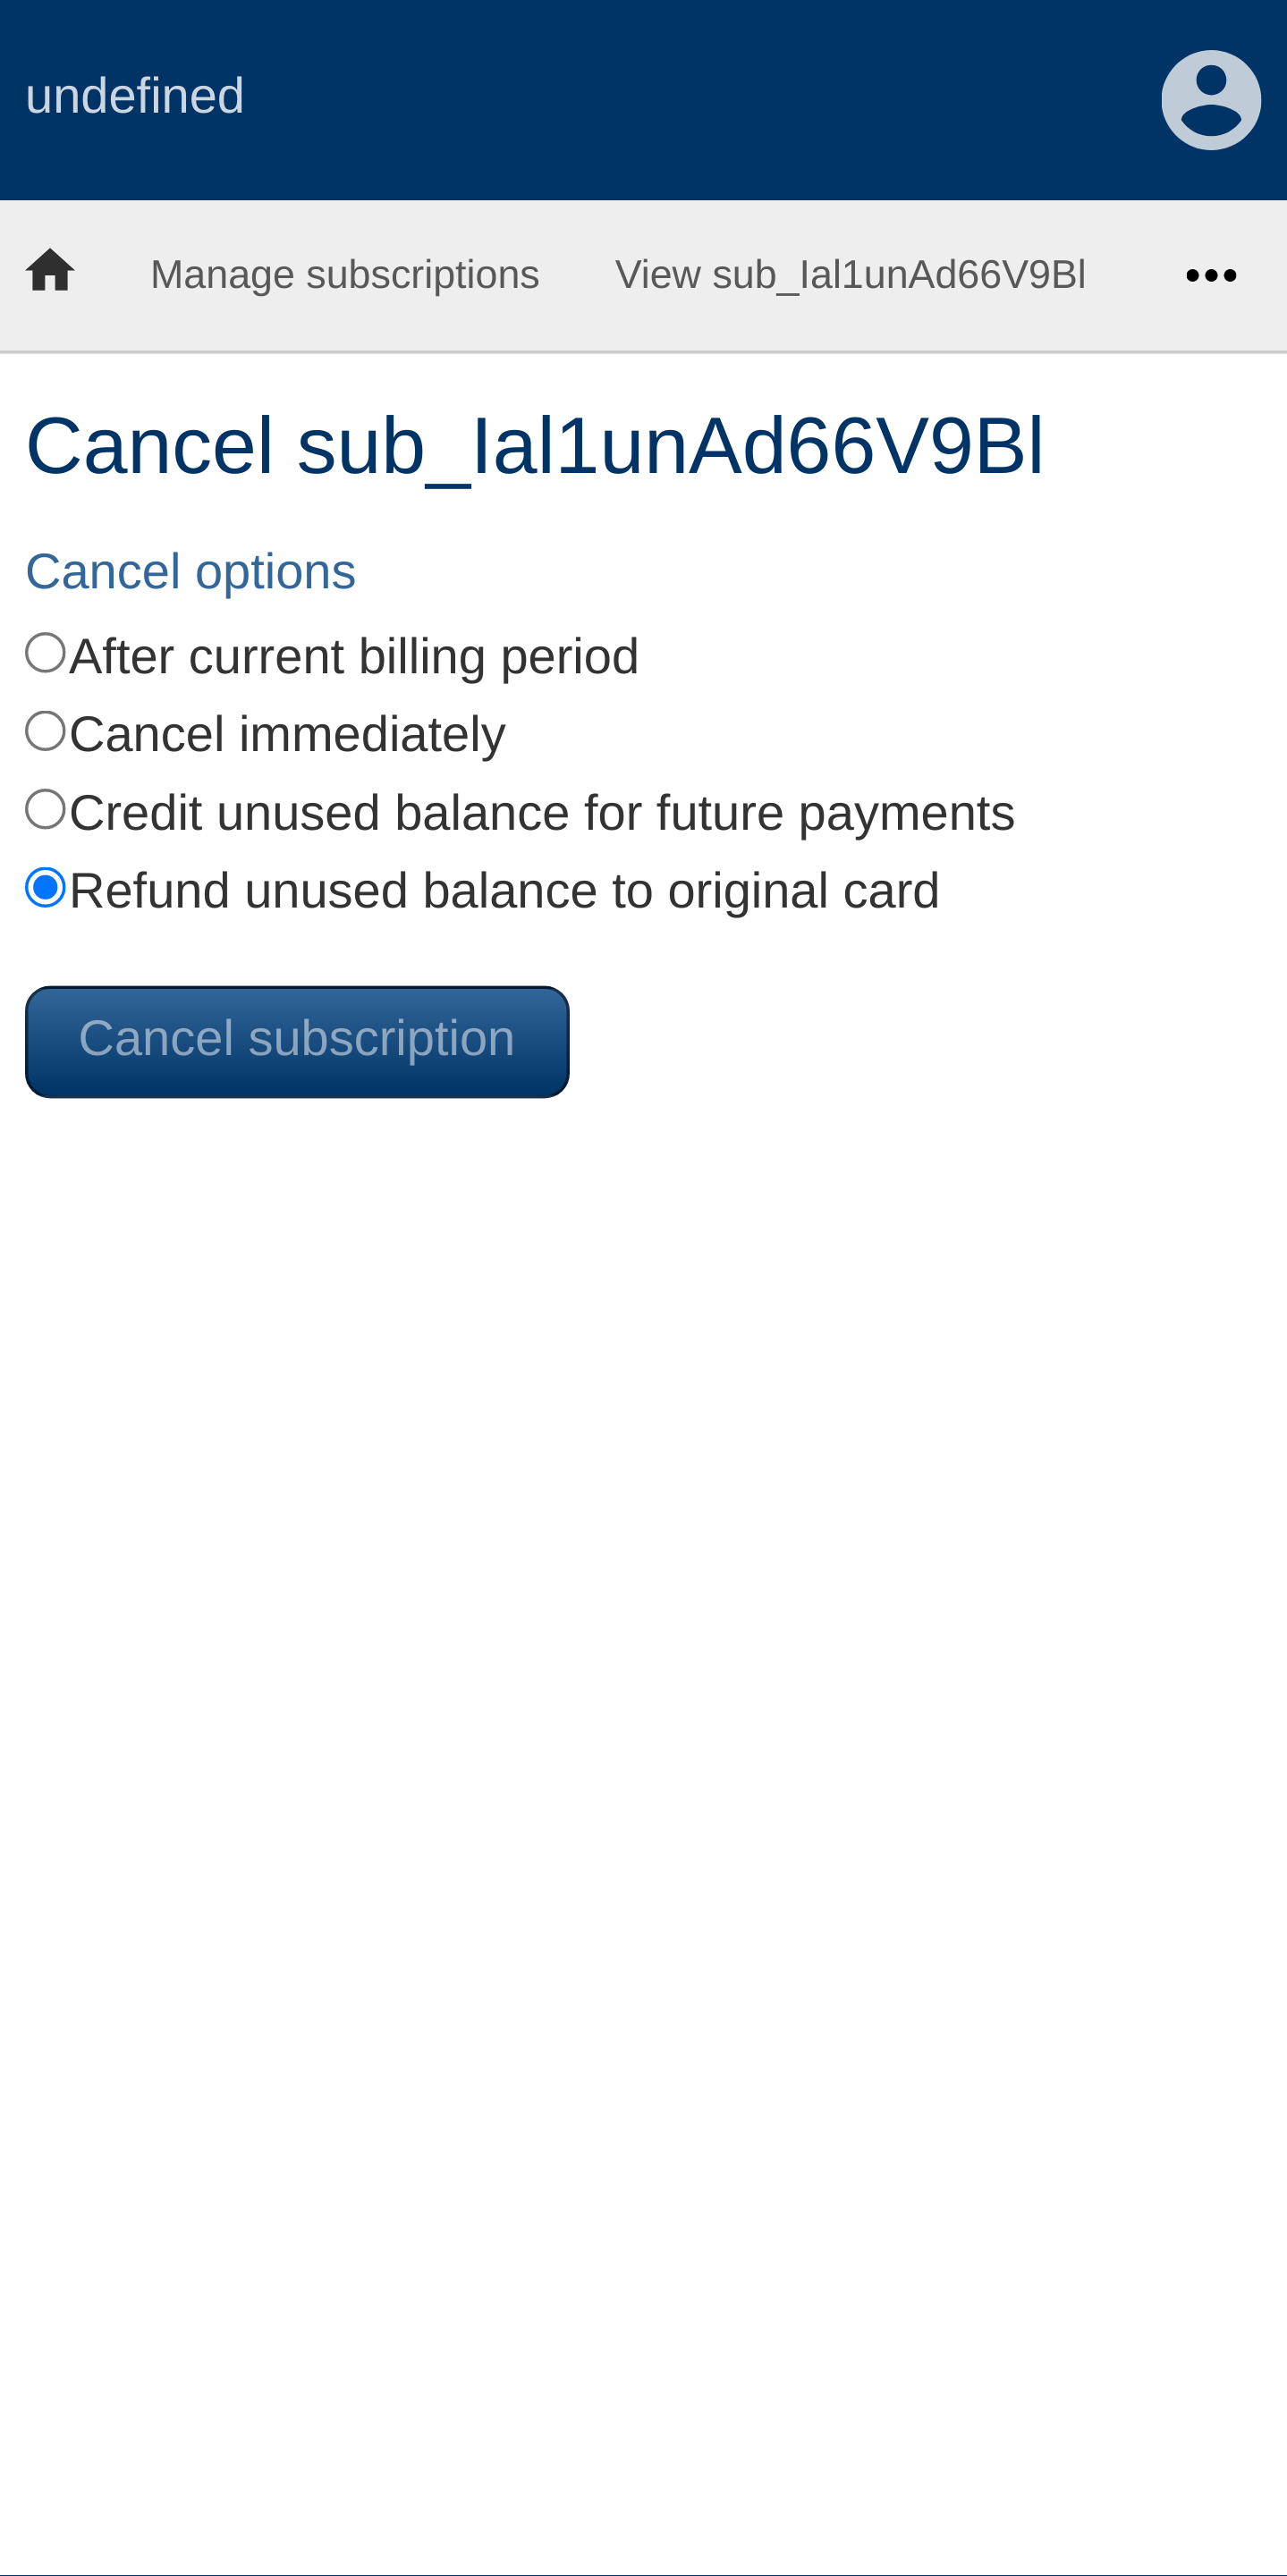 undefined
Manage subscriptions View sub_Ial1unAd66V9Bl
Cancel sub_Ial1unAd66V9Bl
Cancel options
After current billing period
Cancel immediately
Credit unused balance for future payments
Refund unused balance to original card
Cancel subscription